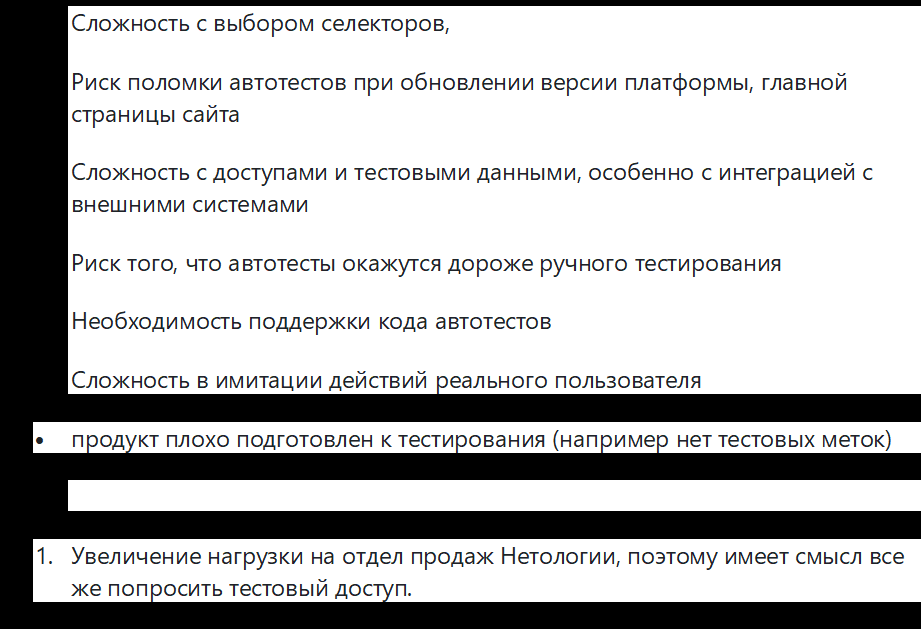 Сложность с выбором селекторов,
Риск поломки автотестов при обновлении версии платформы, главной
страницы сайта
Сложность с доступами и тестовыми данными, особенно с интеграцией с
внешними системами
Риск того, что автотесты окажутся дороже ручного тестирования
Необходимость поддержки кода автотестов
Сложность в имитации действий реального пользователя
• продукт плохо подготовлен к тестирования (например нет тестовых меток)
1. Увеличение нагрузки на отдел продаж Нетологии, поэтому имеет смысл все
же попросить тестовый доступ.